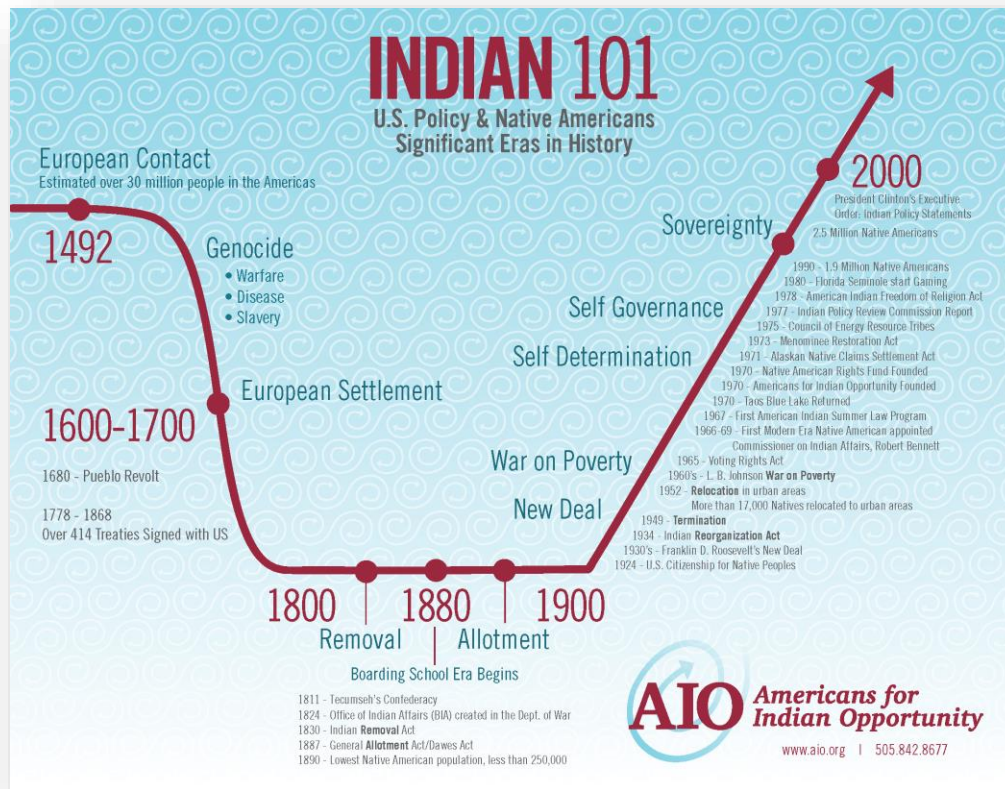 INDIAN 101
U.S. Policy & Native Americans
Significant Eras in History
European Contact
Estimated over 30 million people in the Americas
1492
Genocide
• Warfare
• Disease
• Slavery
European Settlement
1600-1700
1680 - Pueblo Revolt
1778 - 1868
Over 414 Treaties Signed with US
1800
1880
1900
Removal
Allotment
Boarding School Era Begins
1811 - Tecumseh's Confederacy
1824 - Office of Indian Affairs (BIA) created in the Dept. of War
1830 - Indian Removal Act
1887 - General Allotment Act/Dawes Act
1890 - Lowest Native American population, less than 250,000
2000
President Clinton's Executive
Order: Indian Policy Statements
2.5 Million Native Americans
Sovereignty
Self Governance
Self Determination
War on Poverty
New Deal
1990 - 1.9 Million Native Americans
1980 - Florida Seminole start Gaming
1978 - American Indian Freedom of Religion Act
1977 - Indian Policy Review Commission Report
1975 - Council of Energy Resource Tribes
1973 - Menominee Restoration Act
1971 - Alaskan Native Claims Settlement Act
1970 - Native American Rights Fund Founded
1970 - Americans for Indian Opportunity Founded
1970 - Taos Blue Lake Returned
1967 - First American Indian Summer Law Program
1966-69 - First Modern Era Native American appointed
Commissioner on Indian Affairs, Robert Bennett
1965 - Voting Rights Act
1960's - L. B. Johnson War on Poverty
1952 - Relocation in urban areas
More than 17,000 Natives relocated to urban areas
1949 - Termination
1934 - Indian Reorganization Act
1930's - Franklin D. Roosevelt's New Deal
1924 - U.S. Citizenship for Native Peoples
AIO
Americans for
Indian Opportunity
www.aio.org | 505.842.8677